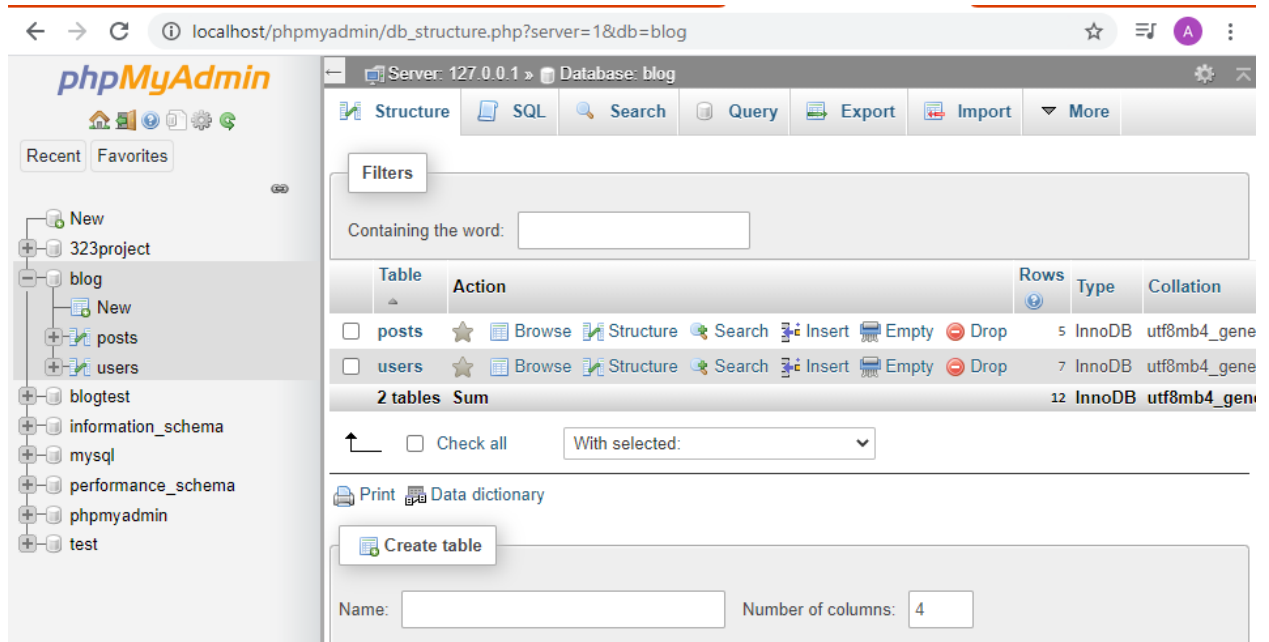 localhost/phpmyadmin/db_structure.php?server=1&db=blog
A
phpMyAdmin
Recent Favorites
New
323project
blog
New
posts
users
blogtest
information_schema
mysql
performance_schema
phpmyadmin
test
Server: 127.0.0.1 » Database: blog
Structure SQL Search Query Export Import More
Filters
Containing the word:
Table Action Rows Type Collation
posts Browse Structure Search Insert Empty Drop 5 InnoDB utf8mb4_gene
users Browse Structure Search Insert Empty Drop 7 InnoDB utf8mb4_gene
2 tables Sum 12 InnoDB utf8mb4_gen
Check all With selected:
Print Data dictionary
Create table
Name: Number of columns: 4